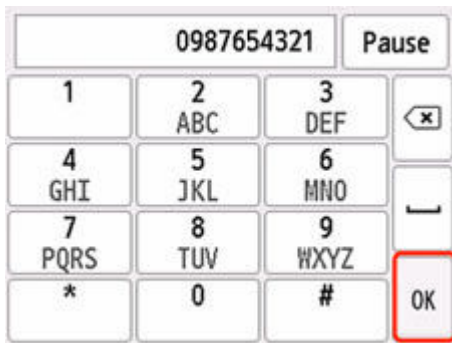 0987654321 Pause
1 2 3
ABC DEF
4 5 6
GHI JKL MNO
7 8 9
PQRS TUV WXYZ
* 0 # OK